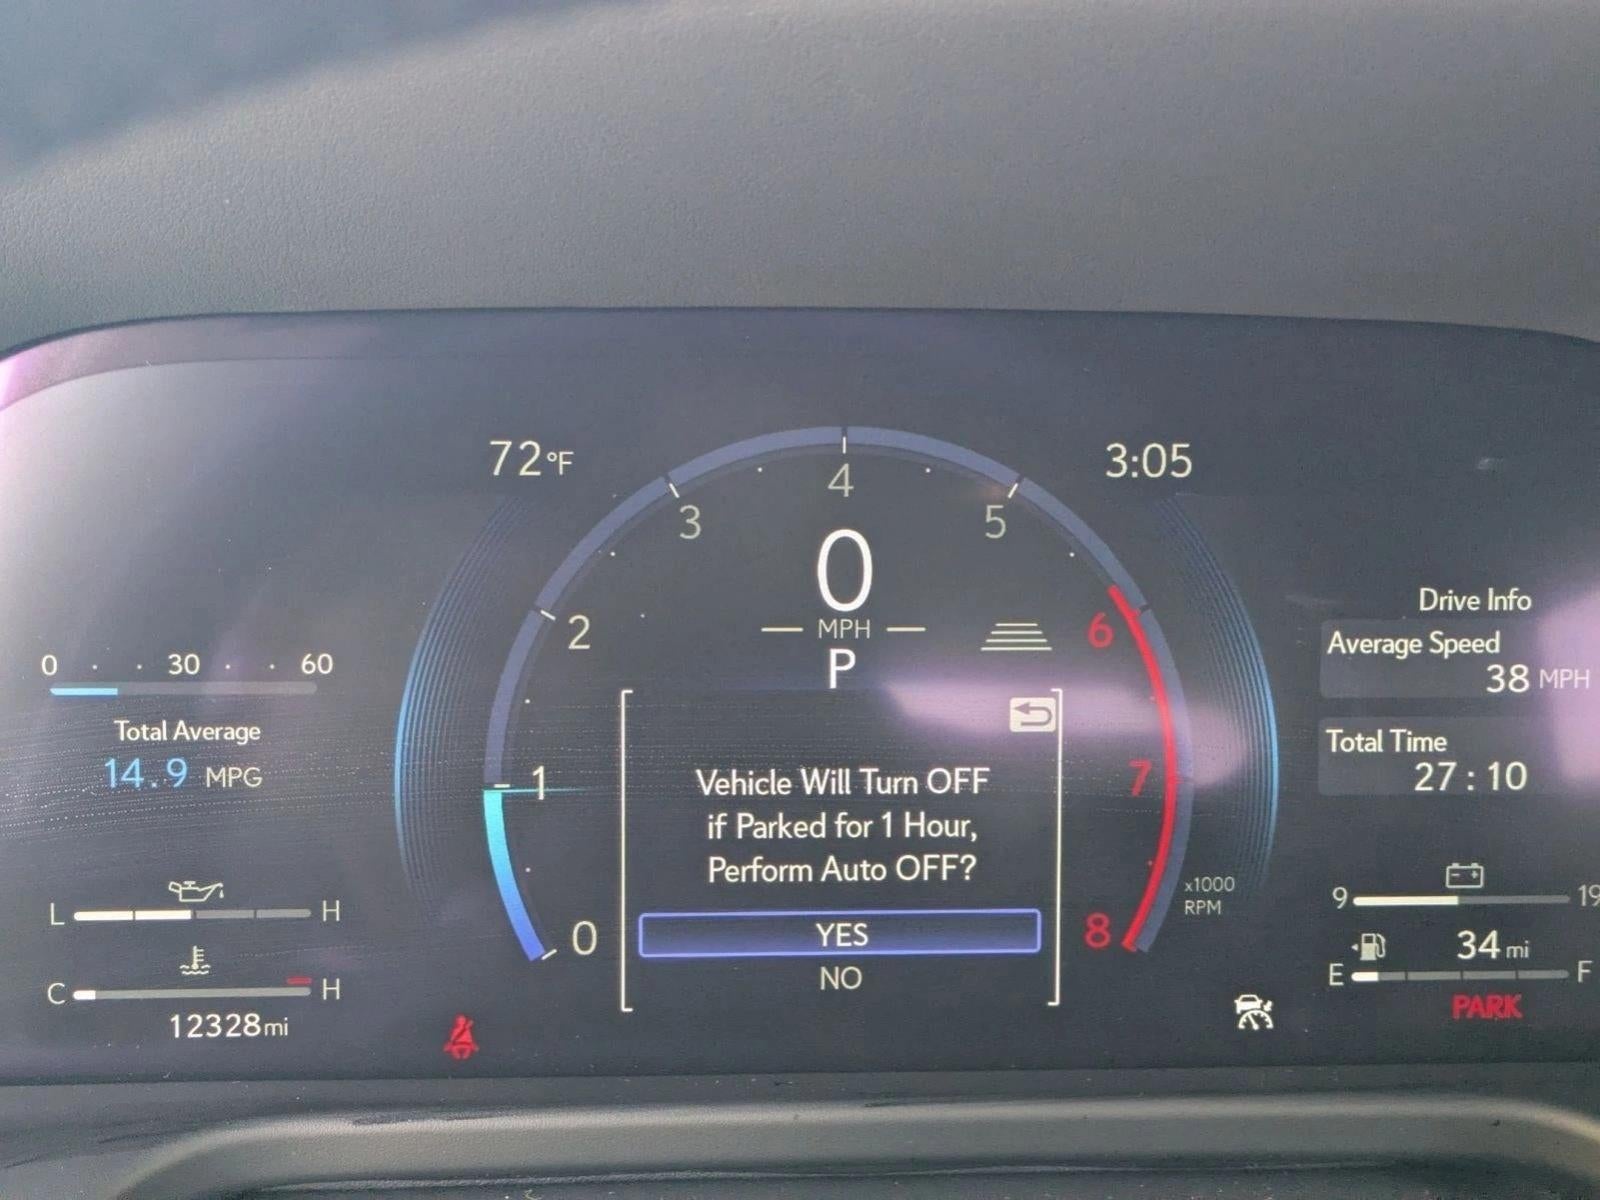 72°F
3:05
0 30 60
Total Average
14.9 MPG
L H
C H
12328mi
0
1
2
3
4
5
6
7
8
x1000
RPM
0
MPH
P
Vehicle Will Turn OFF
if Parked for 1 Hour,
Perform Auto OFF?
YES
NO
Drive Info
Average Speed
38 MPH
Total Time
27:10
9 19
34 mi
E F
PARK